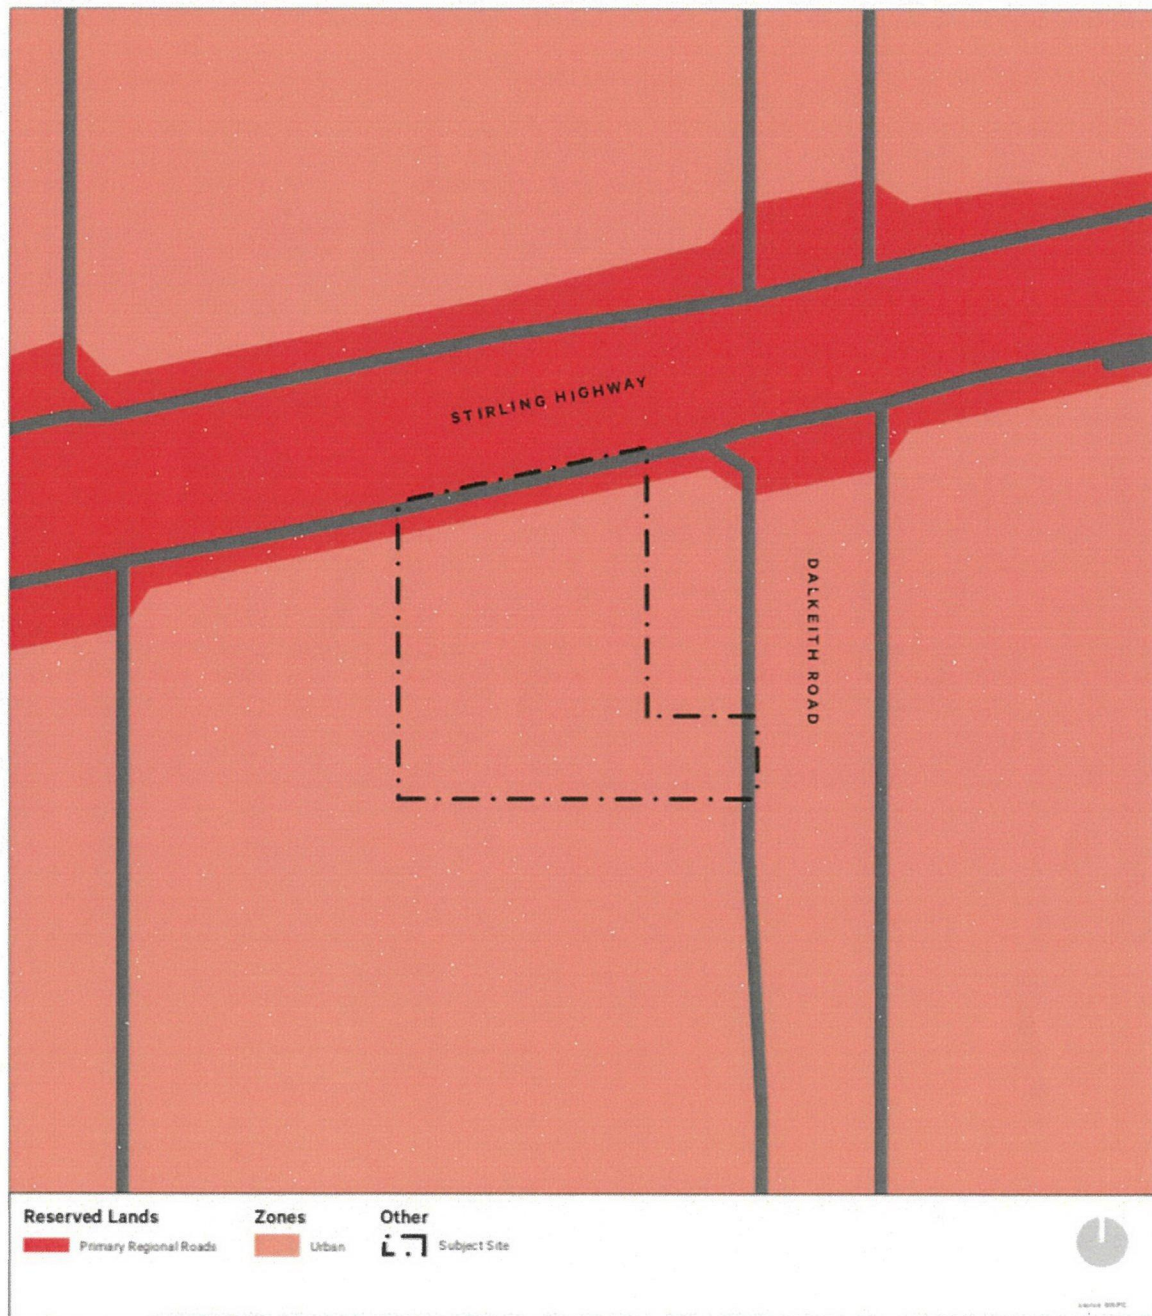 STIRLING HIGHWAY
DALKEITH ROAD
Reserved Lands
Primary Regional Roads
Zones
Urban
Other
Subject Site